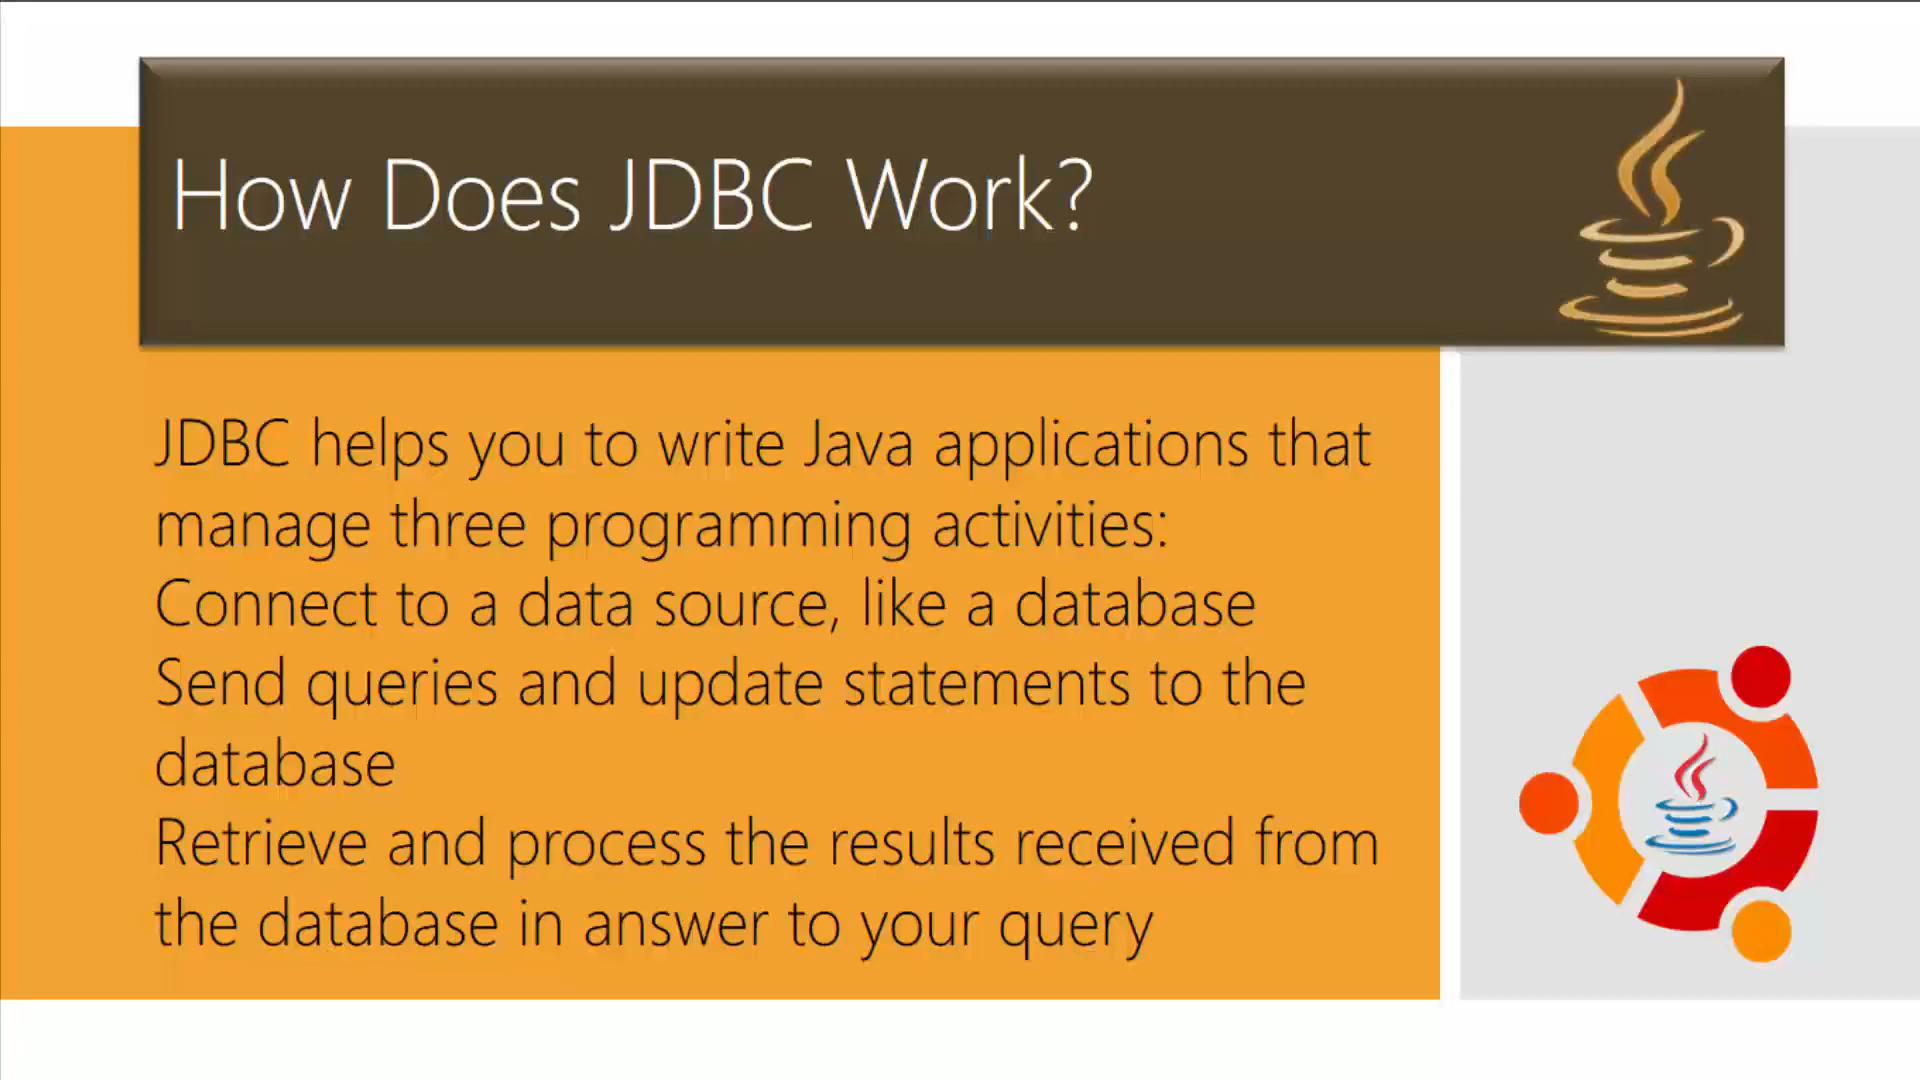 How Does JDBC Work?
JDBC helps you to write Java applications that
manage three programming activities:
Connect to a data source, like a database
Send queries and update statements to the
database
Retrieve and process the results received from
the database in answer to your query